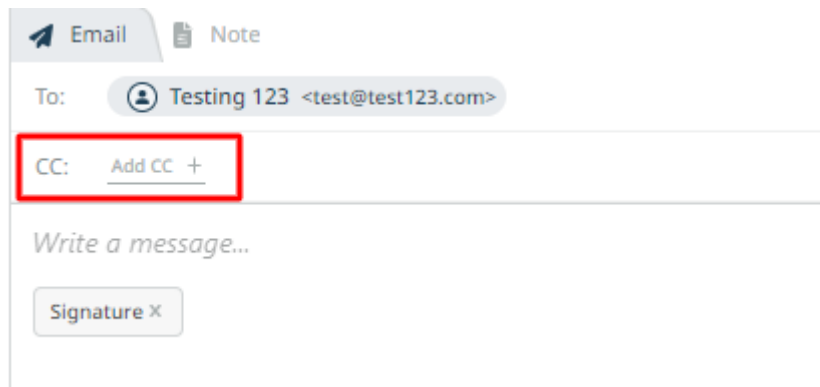 Email Note
To: Testing 123 <test@test123.com>
CC: Add CC +
Write a message...
Signature x